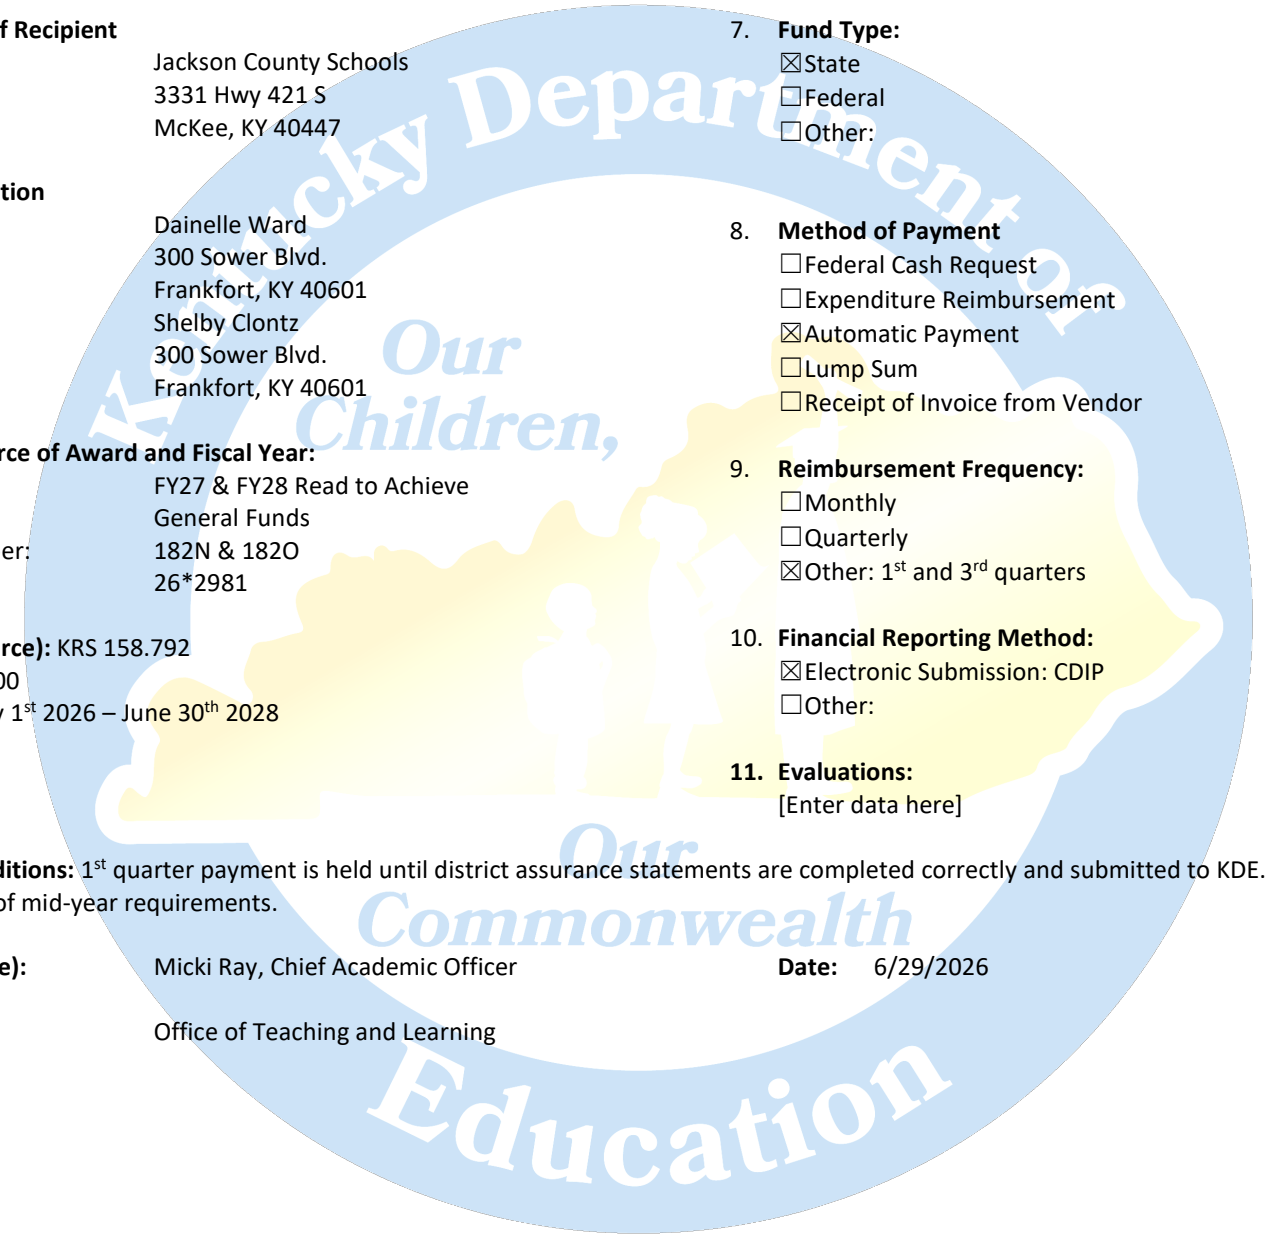 f Recipient
Jackson County Schools
3331 Hwy 421 S
McKee, KY 40447
tion
Dainelle Ward
300 Sower Blvd.
Frankfort, KY 40601
Shelby Clontz
300 Sower Blvd.
Frankfort, KY 40601
rce of Award and Fiscal Year:
FY27 & FY28 Read to Achieve
General Funds
er: 182N & 182O
26*2981
rce): KRS 158.792
00
y 1st 2026 – June 30th 2028
7. Fund Type:
☒State
☐Federal
☐Other:
8. Method of Payment
☐Federal Cash Request
☐Expenditure Reimbursement
☒Automatic Payment
☐Lump Sum
☐Receipt of Invoice from Vendor
9. Reimbursement Frequency:
☐Monthly
☐Quarterly
☒Other: 1st and 3rd quarters
10. Financial Reporting Method:
☒Electronic Submission: CDIP
☐Other:
11. Evaluations:
[Enter data here]
ditions: 1st quarter payment is held until district assurance statements are completed correctly and submitted to KDE.
of mid-year requirements.
e): Micki Ray, Chief Academic Officer Date: 6/29/2026
Office of Teaching and Learning
Kentucky Department of
Education
Our
Children,
Our
Commonwealth